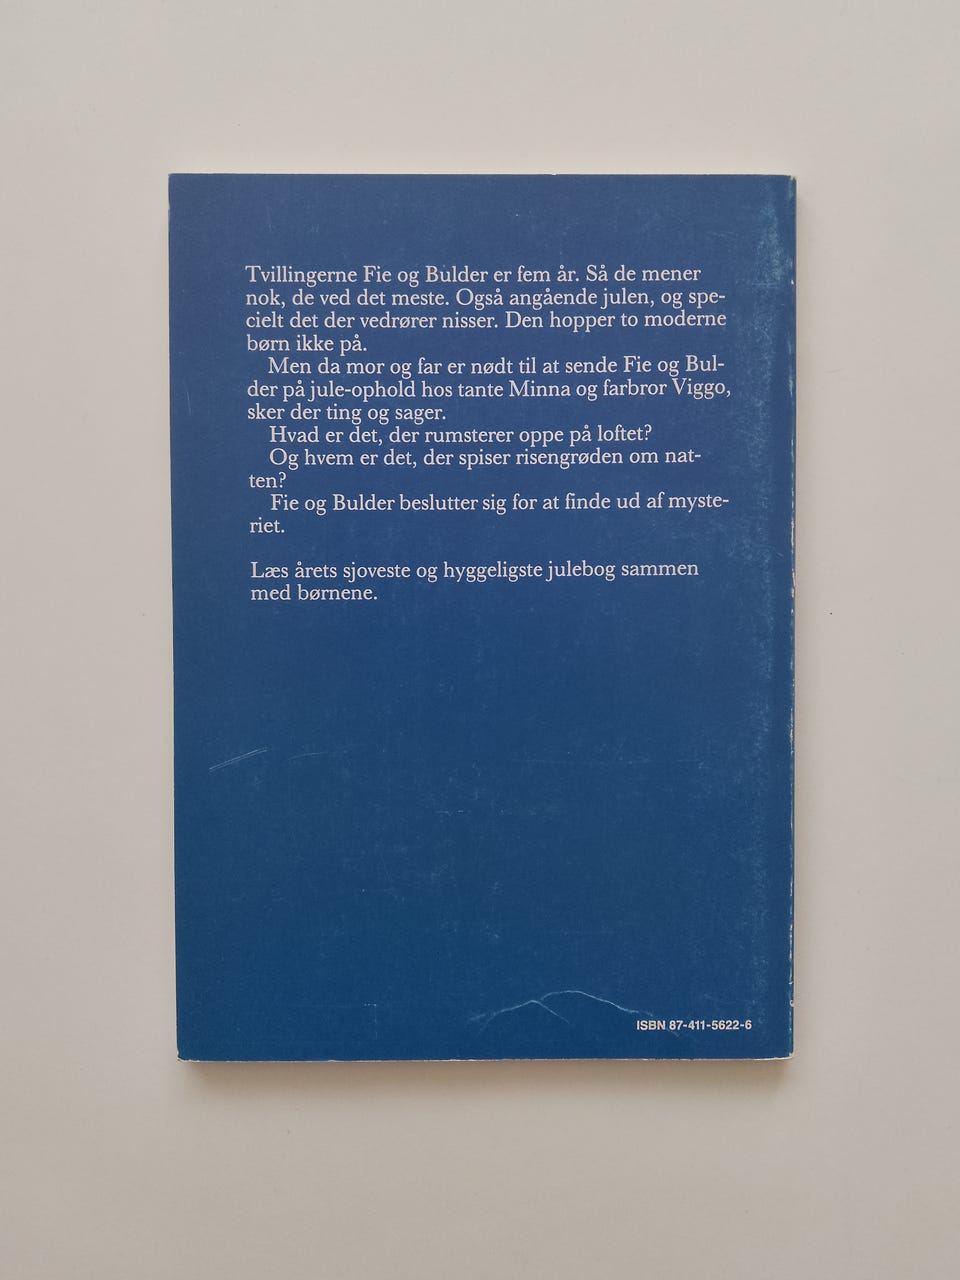 Tvillingerne Fie og Bulder er fem år. Så de mener
nok, de ved det meste. Også angående julen, og spe-
cielt det der vedrører nisser. Den hopper to moderne
børn ikke på.
Men da mor og far er nødt til at sende Fie og Bul-
der på jule-ophold hos tante Minna og farbror Viggo,
sker der ting og sager.
Hvad er det, der rumsterer oppe på loftet?
Og hvem er det, der spiser risengrøden om nat-
ten?
Fie og Bulder beslutter sig for at finde ud af myste-
riet.
Læs årets sjoveste og hyggeligste julebog sammen
med børnene.
ISBN 87-411-5622-6